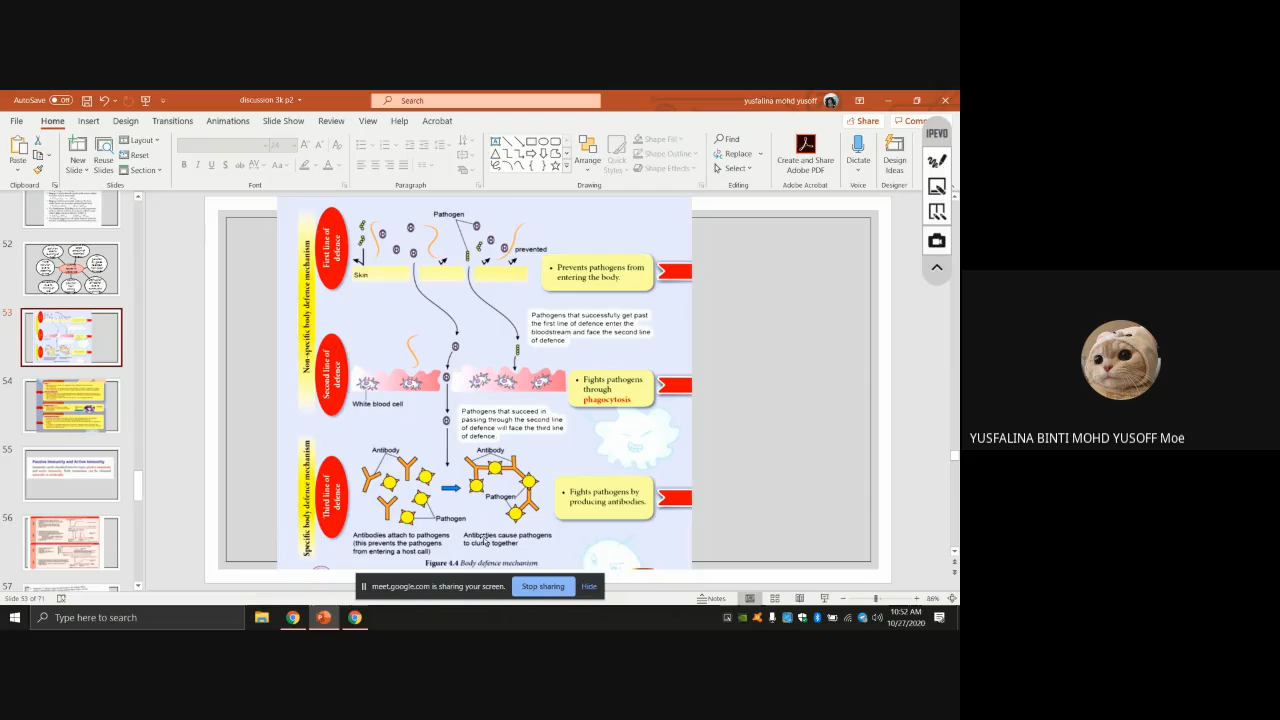 AutoSave Off
discussion 3k p2
Search
yusfalina mohd yusoff
File Home Insert Design Transitions Animations Slide Show Review View Help Acrobat
Share
Layout
Reset
Section
Paste
New Slide
Reuse Slides
Arrange
Quick Styles
Shape Fill
Shape Outline
Shape Effects
Find
Replace
Select
Create and Share Adobe PDF
Dictate
Design Ideas
IPEVO
Clipboard
Slides
Font
Paragraph
Drawing
Editing
Adobe Acrobat
Voice
Designer
52
53
54
55
Passive Immunity and Active Immunity
56
57
Non-specific body defence mechanism
First line of defence
Pathogen
prevented
Skin
• Prevents pathogens from
entering the body.
Pathogens that successfully get past
the first line of defence enter the
bloodstream and face the second line
of defence.
Second line of defence
White blood cell
• Fights pathogens
through
phagocytosis
Pathogens that succeed in
passing through the second line
of defence will face the third line
of defence.
Specific body defence mechanism
Third line of defence
Antibody
Antibody
Pathogen
Pathogen
• Fights pathogens by
producing antibodies.
Antibodies attach to pathogens
(this prevents the pathogens
from entering a host call)
Antibodies cause pathogens
to clump together
Figure 4.4 Body defence mechanism
meet.google.com is sharing your screen.
Stop sharing
Hide
Slide 53 of 71
Notes
86%
Type here to search
10:52 AM
10/27/2020
YUSFALINA BINTI MOHD YUSOFF Moe